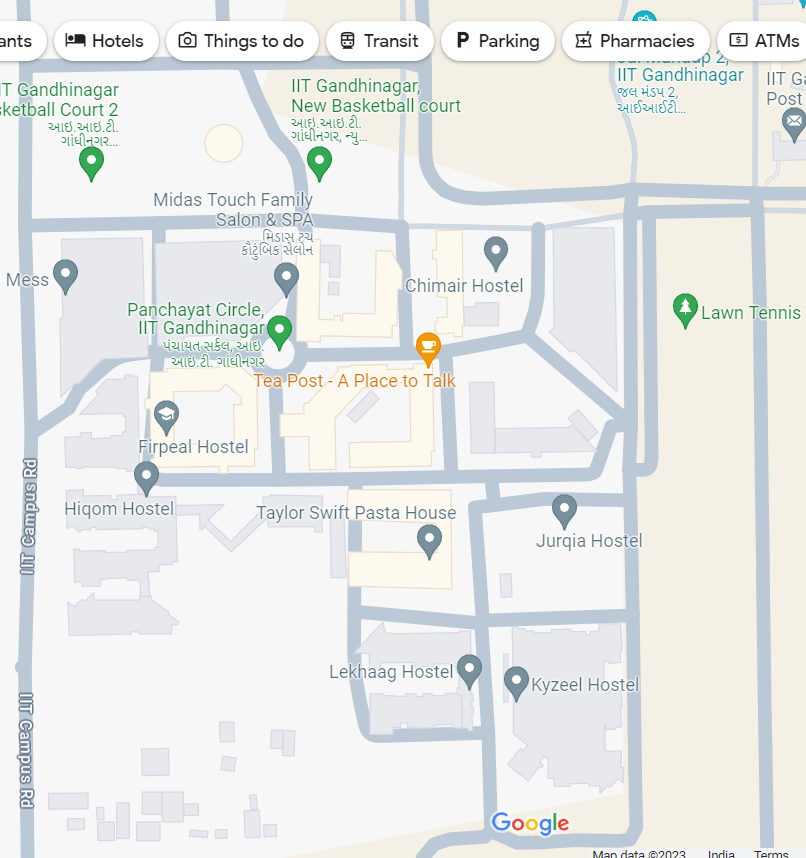 ants
Hotels
Things to do
Transit
Parking
Pharmacies
ATMs
IIT Gandhinagar
sketball Court 2
આઇ.આઇ.ટી.
ગાંધીનગર...
IIT Gandhinagar,
New Basketball court
આઇ.આઇ.ટી.
ગાંધીનગર, ન્યુ...
Jal Mandap 2,
IIT Gandhinagar
જલ મંડપ 2,
આઈઆઈટી...
IIT Ga
Post
Midas Touch Family
Salon & SPA
મિડાસ ટચ
કૌટુંબિક સેલોન
Mess
Chimair Hostel
Panchayat Circle,
IIT Gandhinagar
પંચાયત સર્કલ, આઇ.
આઇ.ટી. ગાંધીનગર
Lawn Tennis
Tea Post - A Place to Talk
Firpeal Hostel
IIT Campus Rd
Hiqom Hostel
Taylor Swift Pasta House
Jurqia Hostel
Lekhaag Hostel
Kyzeel Hostel
IIT Campus Rd
Google
Map data ©2023 India Terms